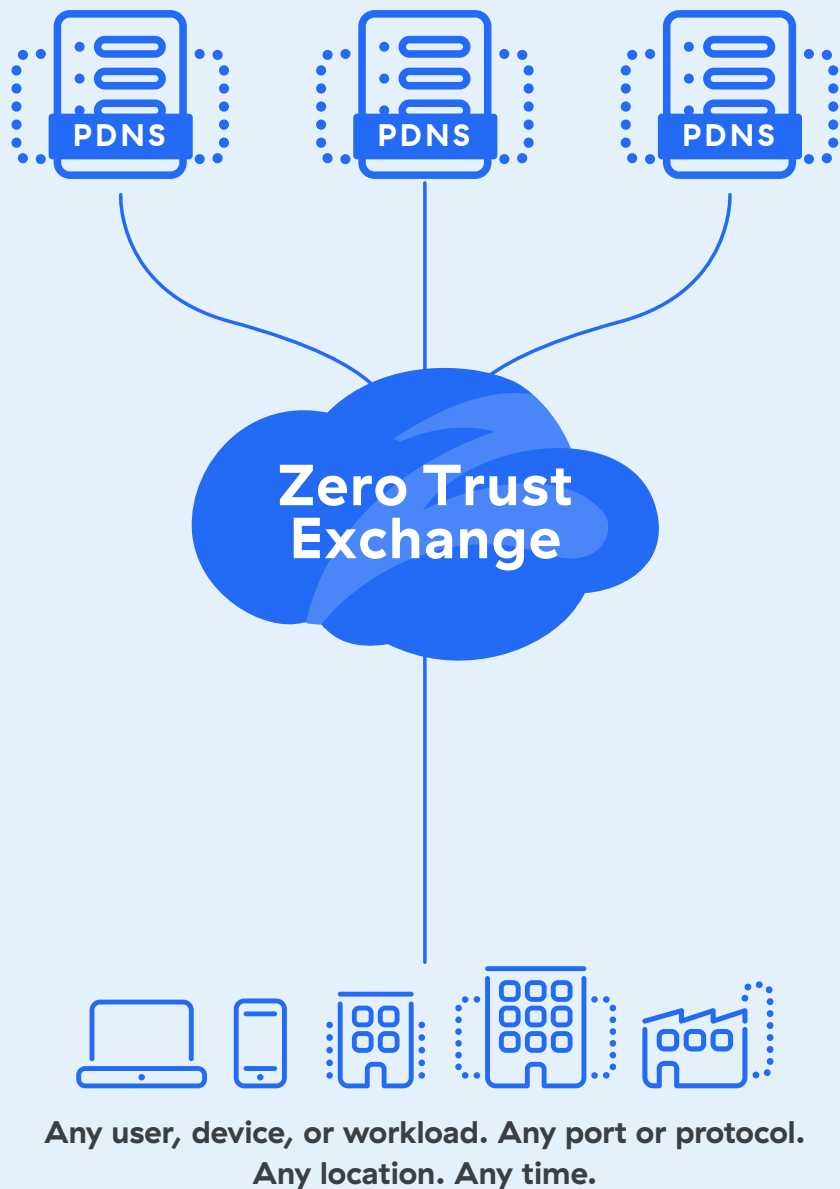 PDNS PDNS PDNS
Zero Trust
Exchange
Any user, device, or workload. Any port or protocol.
Any location. Any time.